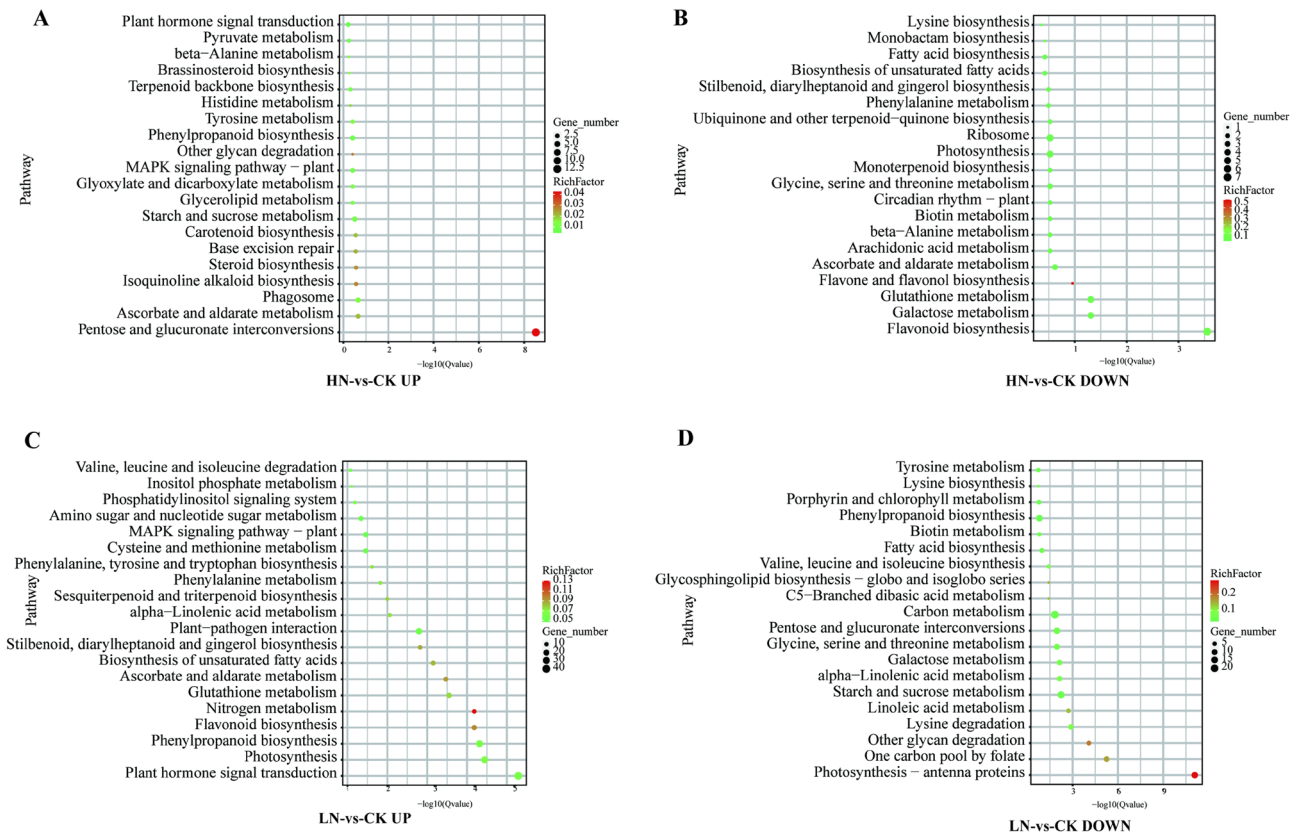 A
Plant hormone signal transduction
Pyruvate metabolism
beta−Alanine metabolism
Brassinosteroid biosynthesis
Terpenoid backbone biosynthesis
Histidine metabolism
Tyrosine metabolism
Phenylpropanoid biosynthesis
Other glycan degradation
MAPK signaling pathway − plant
Glyoxylate and dicarboxylate metabolism
Glycerolipid metabolism
Starch and sucrose metabolism
Carotenoid biosynthesis
Base excision repair
Steroid biosynthesis
Isoquinoline alkaloid biosynthesis
Phagosome
Ascorbate and aldarate metabolism
Pentose and glucuronate interconversions
Pathway
0 2 4 6 8
−log10(Qvalue)
HN-vs-CK UP
Gene_number
2.5
5.0
7.5
10.0
12.5
RichFactor
0.04
0.03
0.02
0.01
B
Lysine biosynthesis
Monobactam biosynthesis
Fatty acid biosynthesis
Biosynthesis of unsaturated fatty acids
Stilbenoid, diarylheptanoid and gingerol biosynthesis
Phenylalanine metabolism
Ubiquinone and other terpenoid−quinone biosynthesis
Ribosome
Photosynthesis
Monoterpenoid biosynthesis
Glycine, serine and threonine metabolism
Circadian rhythm − plant
Biotin metabolism
beta−Alanine metabolism
Arachidonic acid metabolism
Ascorbate and aldarate metabolism
Flavone and flavonol biosynthesis
Glutathione metabolism
Galactose metabolism
Flavonoid biosynthesis
Pathway
1 2 3
−log10(Qvalue)
HN-vs-CK DOWN
Gene_number
1
2
3
4
5
6
7
RichFactor
0.5
0.4
0.3
0.2
0.1
C
Valine, leucine and isoleucine degradation
Inositol phosphate metabolism
Phosphatidylinositol signaling system
Amino sugar and nucleotide sugar metabolism
MAPK signaling pathway − plant
Cysteine and methionine metabolism
Phenylalanine, tyrosine and tryptophan biosynthesis
Phenylalanine metabolism
Sesquiterpenoid and triterpenoid biosynthesis
alpha−Linolenic acid metabolism
Plant−pathogen interaction
Stilbenoid, diarylheptanoid and gingerol biosynthesis
Biosynthesis of unsaturated fatty acids
Ascorbate and aldarate metabolism
Glutathione metabolism
Nitrogen metabolism
Flavonoid biosynthesis
Phenylpropanoid biosynthesis
Photosynthesis
Plant hormone signal transduction
Pathway
1 2 3 4 5
−log10(Qvalue)
LN-vs-CK UP
RichFactor
0.13
0.11
0.09
0.07
0.05
Gene_number
10
20
30
40
D
Tyrosine metabolism
Lysine biosynthesis
Porphyrin and chlorophyll metabolism
Phenylpropanoid biosynthesis
Biotin metabolism
Fatty acid biosynthesis
Valine, leucine and isoleucine biosynthesis
Glycosphingolipid biosynthesis − globo and isoglobo series
C5−Branched dibasic acid metabolism
Carbon metabolism
Pentose and glucuronate interconversions
Glycine, serine and threonine metabolism
Galactose metabolism
alpha−Linolenic acid metabolism
Starch and sucrose metabolism
Linoleic acid metabolism
Lysine degradation
Other glycan degradation
One carbon pool by folate
Photosynthesis − antenna proteins
Pathway
3 6 9
−log10(Qvalue)
LN-vs-CK DOWN
RichFactor
0.2
0.1
Gene_number
5
10
15
20